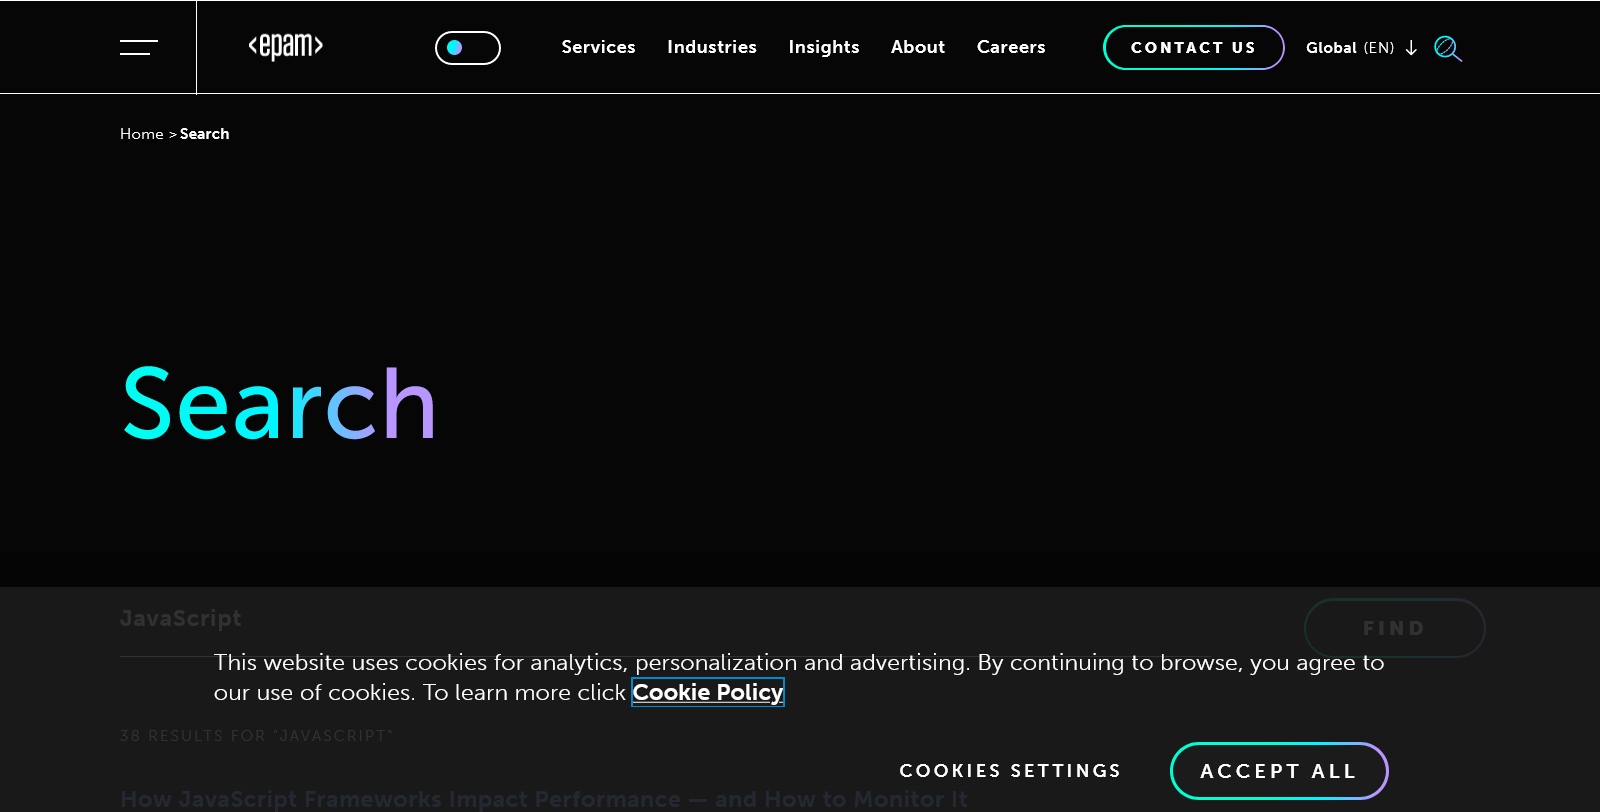 <epam>
Services Industries Insights About Careers
CONTACT US
Global (EN)
Home > Search
Search
JavaScript
FIND
This website uses cookies for analytics, personalization and advertising. By continuing to browse, you agree to
our use of cookies. To learn more click Cookie Policy
38 RESULTS FOR "JAVASCRIPT"
COOKIES SETTINGS
ACCEPT ALL
How JavaScript Frameworks Impact Performance — and How to Monitor It